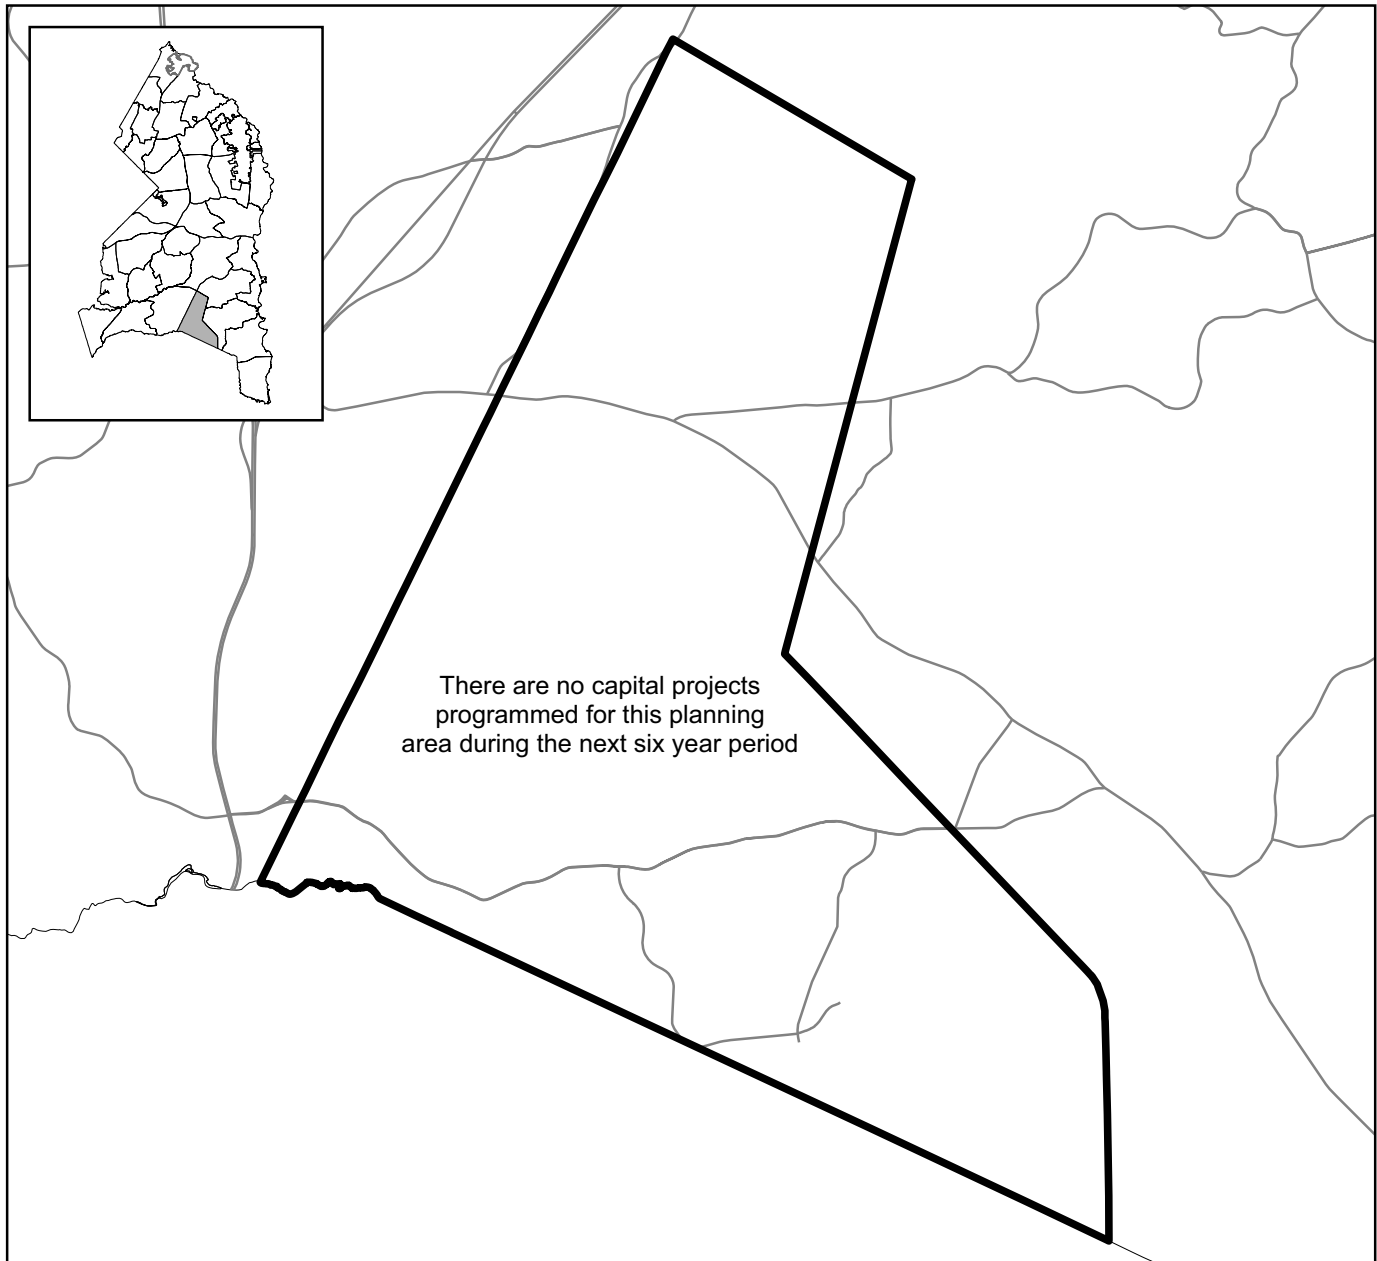 There are no capital projects
programmed for this planning
area during the next six year period